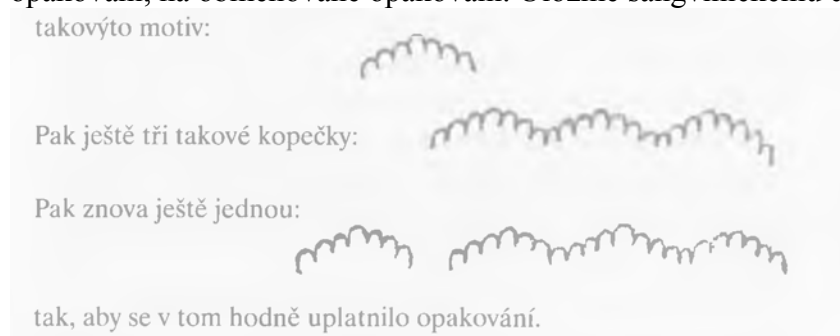 takovýto motiv:
Pak ještě tři takové kopečky:
Pak znova ještě jednou:
tak, aby se v tom hodně uplatnilo opakování.